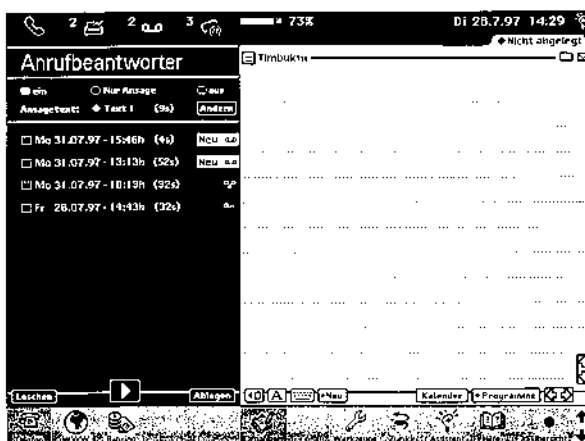 2 2 3 73% Di 28.7.97 14:29
Nicht abgelegt
Anrufbeantworter
Timbuktu
ein Nur Ansage aus
Ansagetext: Text 1 (9s) Ändern
Mo 31.07.97 - 15:46h (4s) Neu
Mo 31.07.97 - 13:13h (52s) Neu
Mo 31.07.97 - 10:19h (92s)
Fr 28.07.97 - 14:43h (32s)
Löschen Ablegen A Neu Kalender Programme